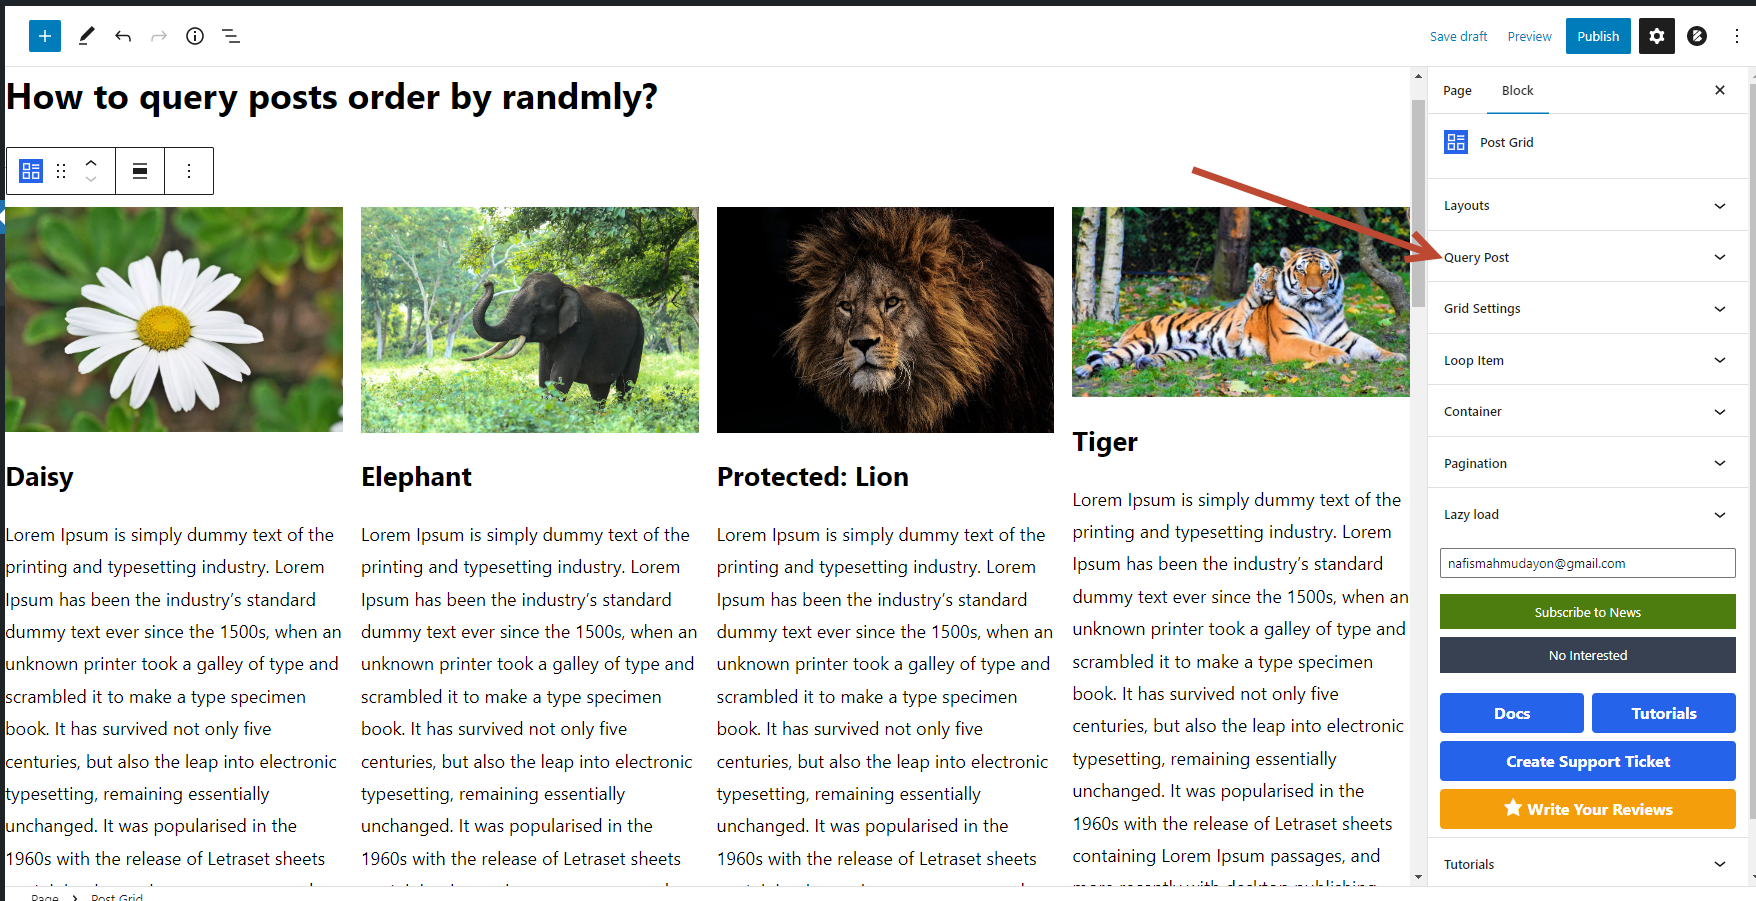 Save draft
Preview
Publish
How to query posts order by randmly?
Daisy
Lorem Ipsum is simply dummy text of the
printing and typesetting industry. Lorem
Ipsum has been the industry’s standard
dummy text ever since the 1500s, when an
unknown printer took a galley of type and
scrambled it to make a type specimen
book. It has survived not only five
centuries, but also the leap into electronic
typesetting, remaining essentially
unchanged. It was popularised in the
1960s with the release of Letraset sheets
Elephant
Lorem Ipsum is simply dummy text of the
printing and typesetting industry. Lorem
Ipsum has been the industry’s standard
dummy text ever since the 1500s, when an
unknown printer took a galley of type and
scrambled it to make a type specimen
book. It has survived not only five
centuries, but also the leap into electronic
typesetting, remaining essentially
unchanged. It was popularised in the
1960s with the release of Letraset sheets
Protected: Lion
Lorem Ipsum is simply dummy text of the
printing and typesetting industry. Lorem
Ipsum has been the industry’s standard
dummy text ever since the 1500s, when an
unknown printer took a galley of type and
scrambled it to make a type specimen
book. It has survived not only five
centuries, but also the leap into electronic
typesetting, remaining essentially
unchanged. It was popularised in the
1960s with the release of Letraset sheets
Tiger
Lorem Ipsum is simply dummy text of the
printing and typesetting industry. Lorem
Ipsum has been the industry’s standard
dummy text ever since the 1500s, when an
unknown printer took a galley of type and
scrambled it to make a type specimen
book. It has survived not only five
centuries, but also the leap into electronic
typesetting, remaining essentially
unchanged. It was popularised in the
1960s with the release of Letraset sheets
containing Lorem Ipsum passages, and
more recently with desktop publishing
Page
Block
Post Grid
Layouts
Query Post
Grid Settings
Loop Item
Container
Pagination
Lazy load
nafismahmudayon@gmail.com
Subscribe to News
No Interested
Docs
Tutorials
Create Support Ticket
Write Your Reviews
Tutorials
Page
Post Grid